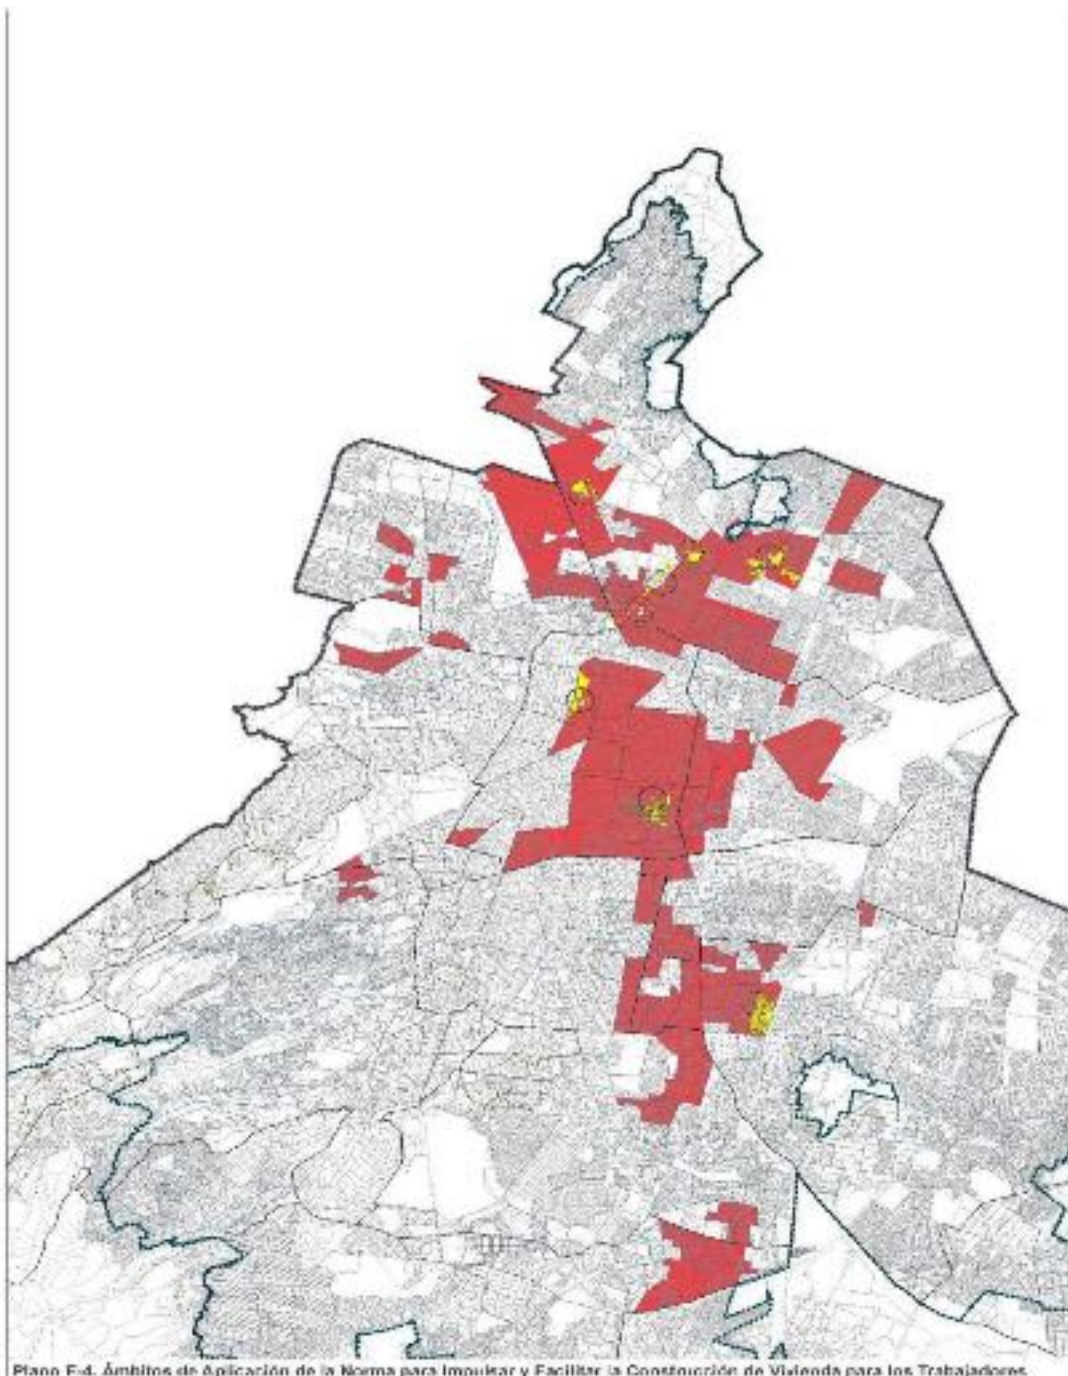 Plano E-4. Ámbitos de Aplicación de la Norma para Impulsar y Facilitar la Construcción de Vivienda para los Trabajadores